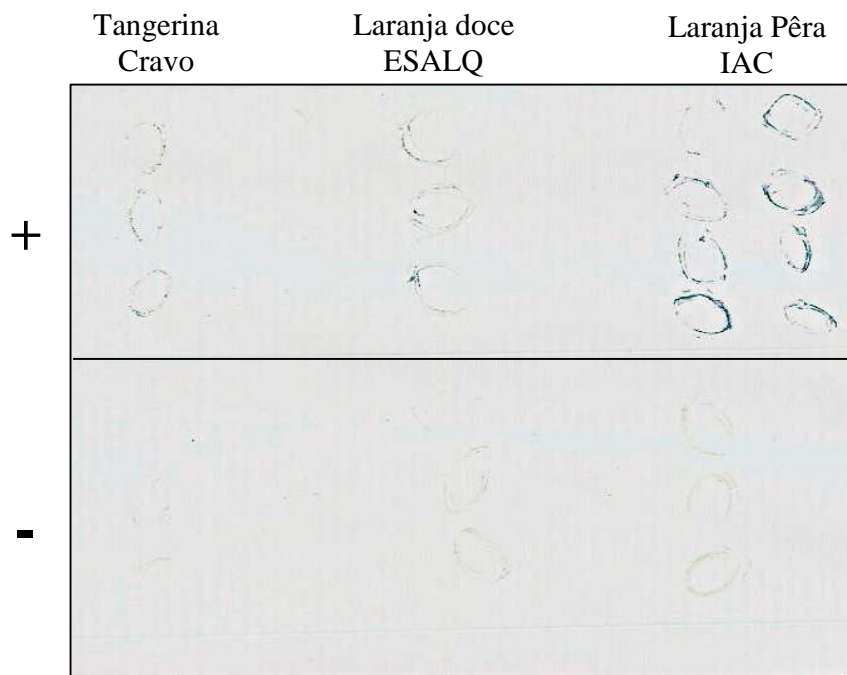 Tangerina Cravo
Laranja doce ESALQ
Laranja Pêra IAC
+
-